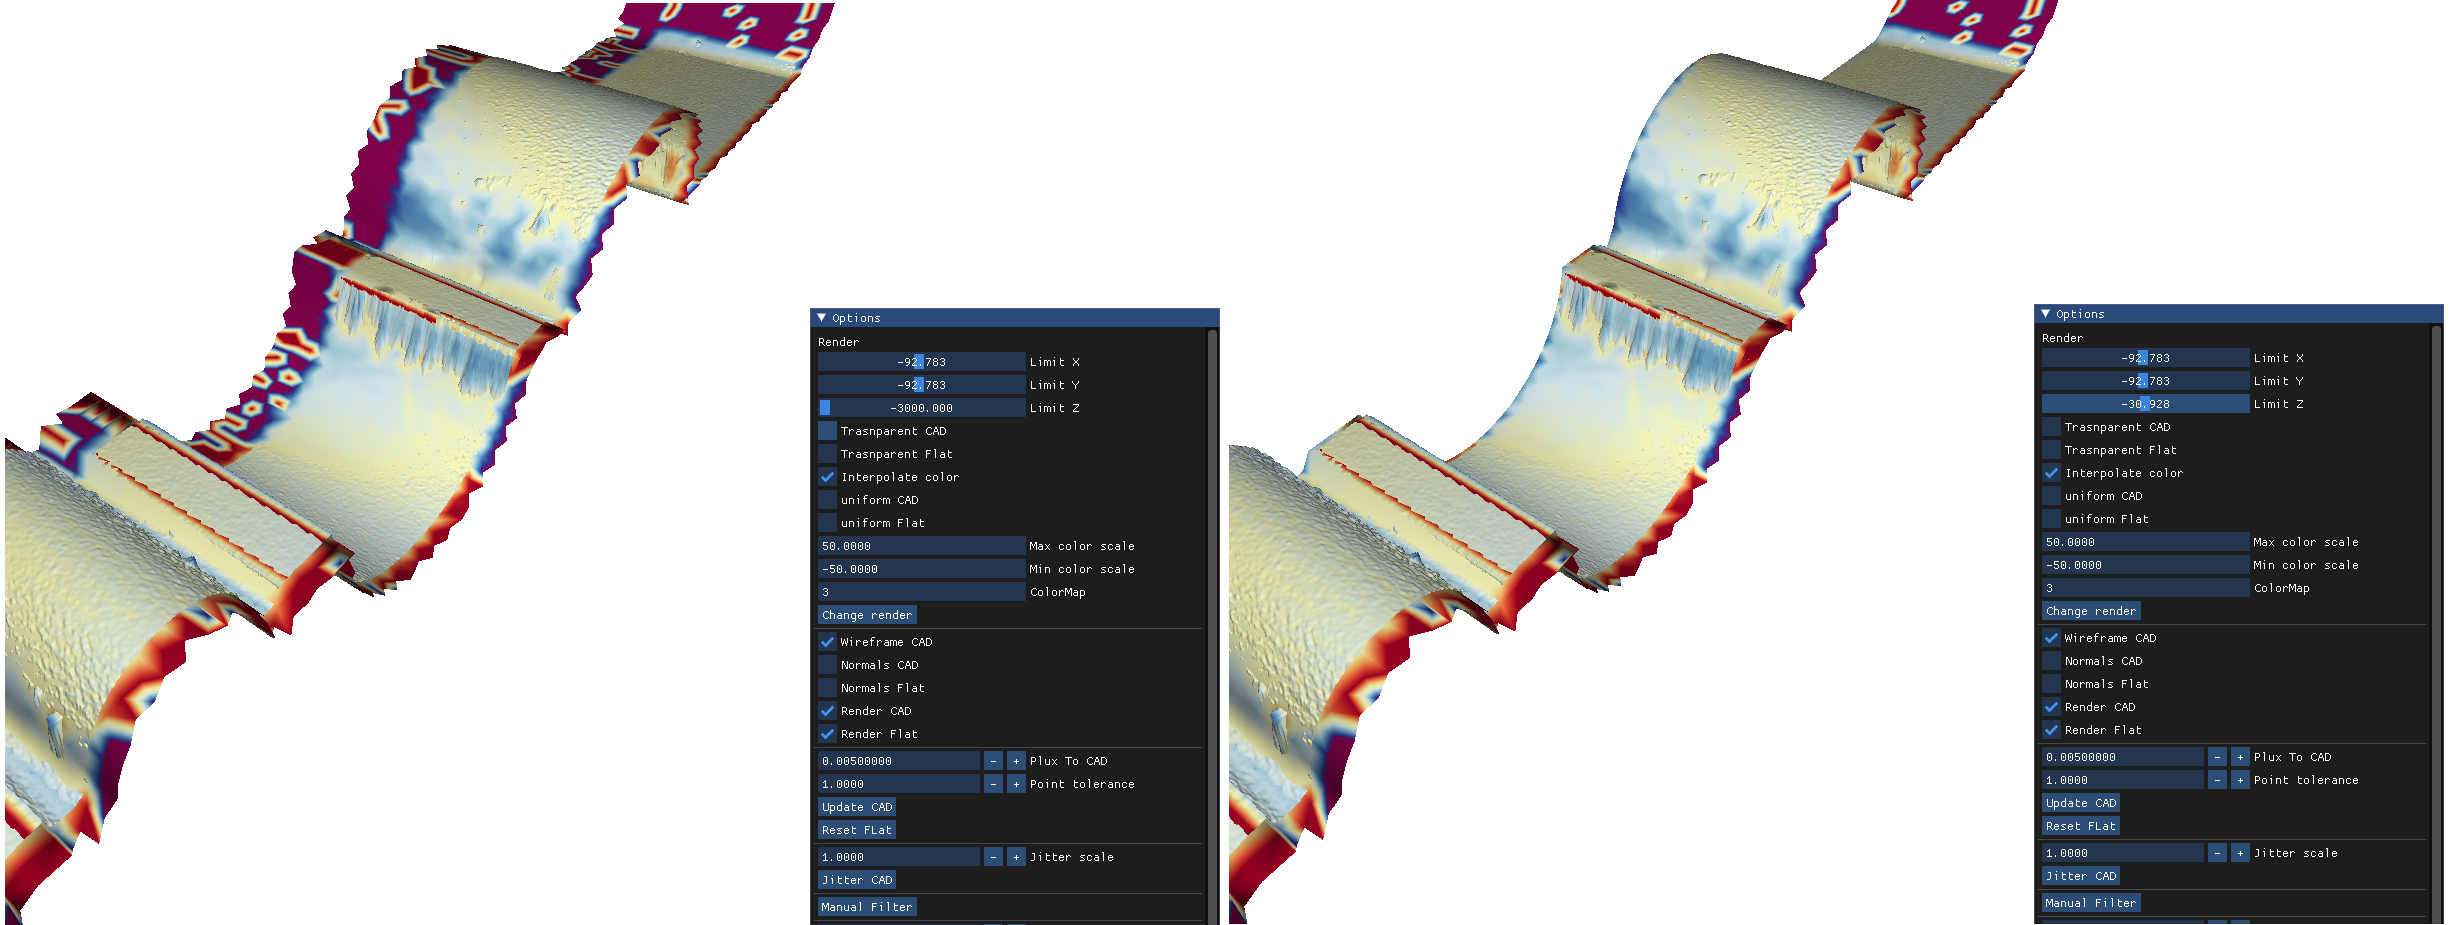 Options
Render
-92.783 Limit X
-92.783 Limit Y
-3000.000 Limit Z
Trasnparent CAD
Trasnparent Flat
Interpolate color
uniform CAD
uniform Flat
50.0000 Max color scale
-50.0000 Min color scale
3 ColorMap
Change render
Wireframe CAD
Normals CAD
Normals Flat
Render CAD
Render Flat
0.00500000 - + Plux To CAD
1.0000 - + Point tolerance
Update CAD
Reset FLat
1.0000 - + Jitter scale
Jitter CAD
Manual Filter
Options
Render
-92.783 Limit X
-92.783 Limit Y
-30.928 Limit Z
Trasnparent CAD
Trasnparent Flat
Interpolate color
uniform CAD
uniform Flat
50.0000 Max color scale
-50.0000 Min color scale
3 ColorMap
Change render
Wireframe CAD
Normals CAD
Normals Flat
Render CAD
Render Flat
0.00500000 - + Plux To CAD
1.0000 - + Point tolerance
Update CAD
Reset FLat
1.0000 - + Jitter scale
Jitter CAD
Manual Filter